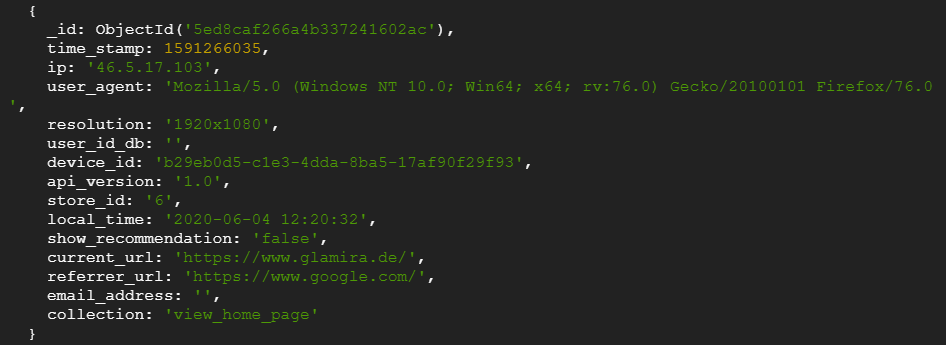 {
_id: ObjectId('5ed8caf266a4b337241602ac'),
time_stamp: 1591266035,
ip: '46.5.17.103',
user_agent: 'Mozilla/5.0 (Windows NT 10.0; Win64; x64; rv:76.0) Gecko/20100101 Firefox/76.0
',
resolution: '1920x1080',
user_id_db: '',
device_id: 'b29eb0d5-c1e3-4dda-8ba5-17af90f29f93',
api_version: '1.0',
store_id: '6',
local_time: '2020-06-04 12:20:32',
show_recommendation: 'false',
current_url: 'https://www.glamira.de/',
referrer_url: 'https://www.google.com/',
email_address: '',
collection: 'view_home_page'
}